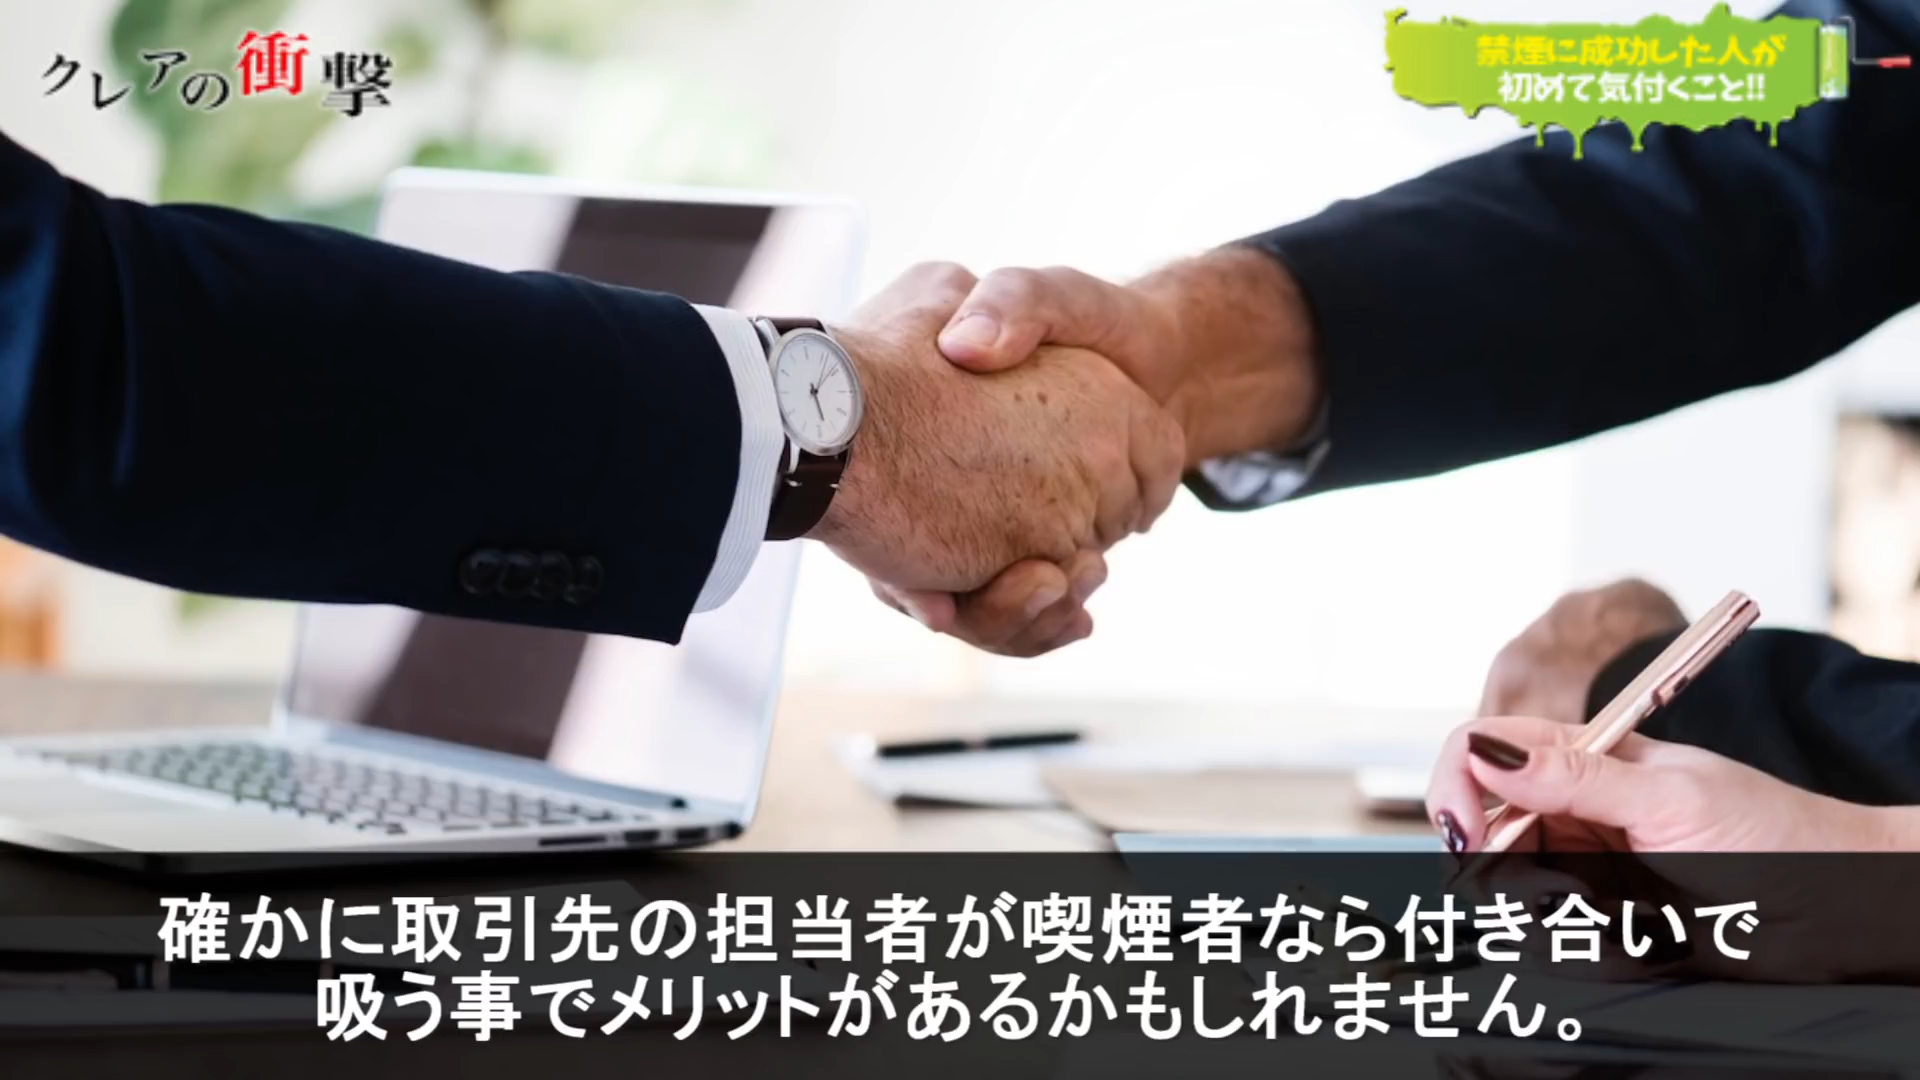 クレアの衝撃
禁煙に成功した人が
初めて気付くこと!!
確かに取引先の担当者が喫煙者なら付き合いで
吸う事でメリットがあるかもしれません。